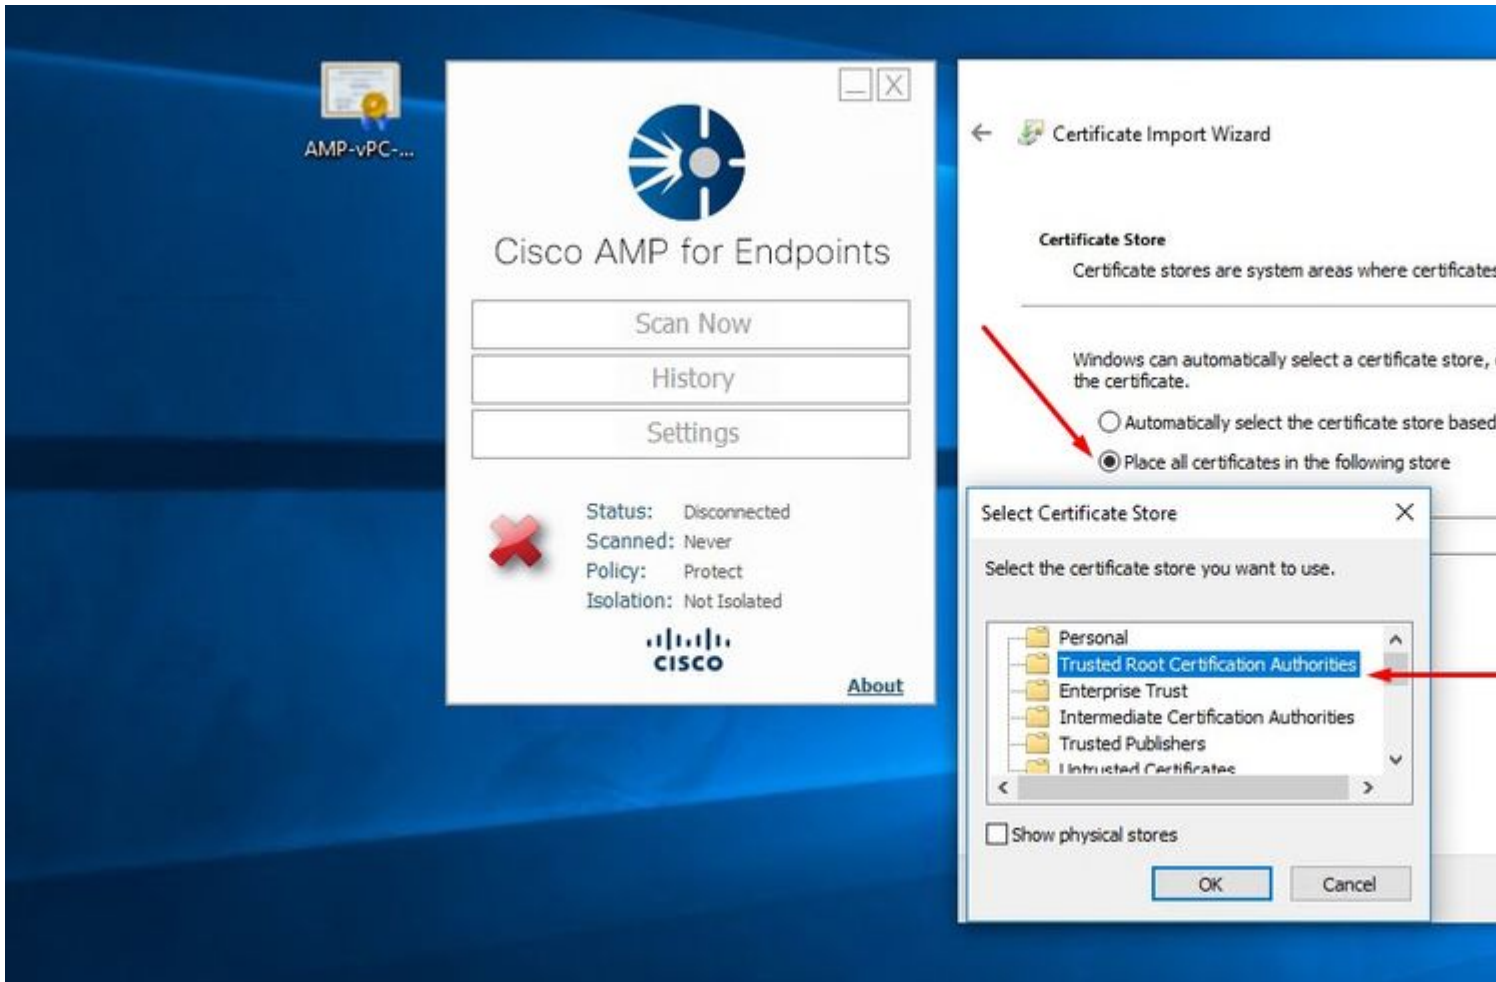 AMP-vPC-...
Cisco AMP for Endpoints
Scan Now
History
Settings
Status: Disconnected
Scanned: Never
Policy: Protect
Isolation: Not Isolated
CISCO
About
Certificate Import Wizard
Certificate Store
Certificate stores are system areas where certificates
Windows can automatically select a certificate store,
the certificate.
Automatically select the certificate store based
Place all certificates in the following store
Select Certificate Store
Select the certificate store you want to use.
Personal
Trusted Root Certification Authorities
Enterprise Trust
Intermediate Certification Authorities
Trusted Publishers
Untrusted Certificates
Show physical stores
OK
Cancel